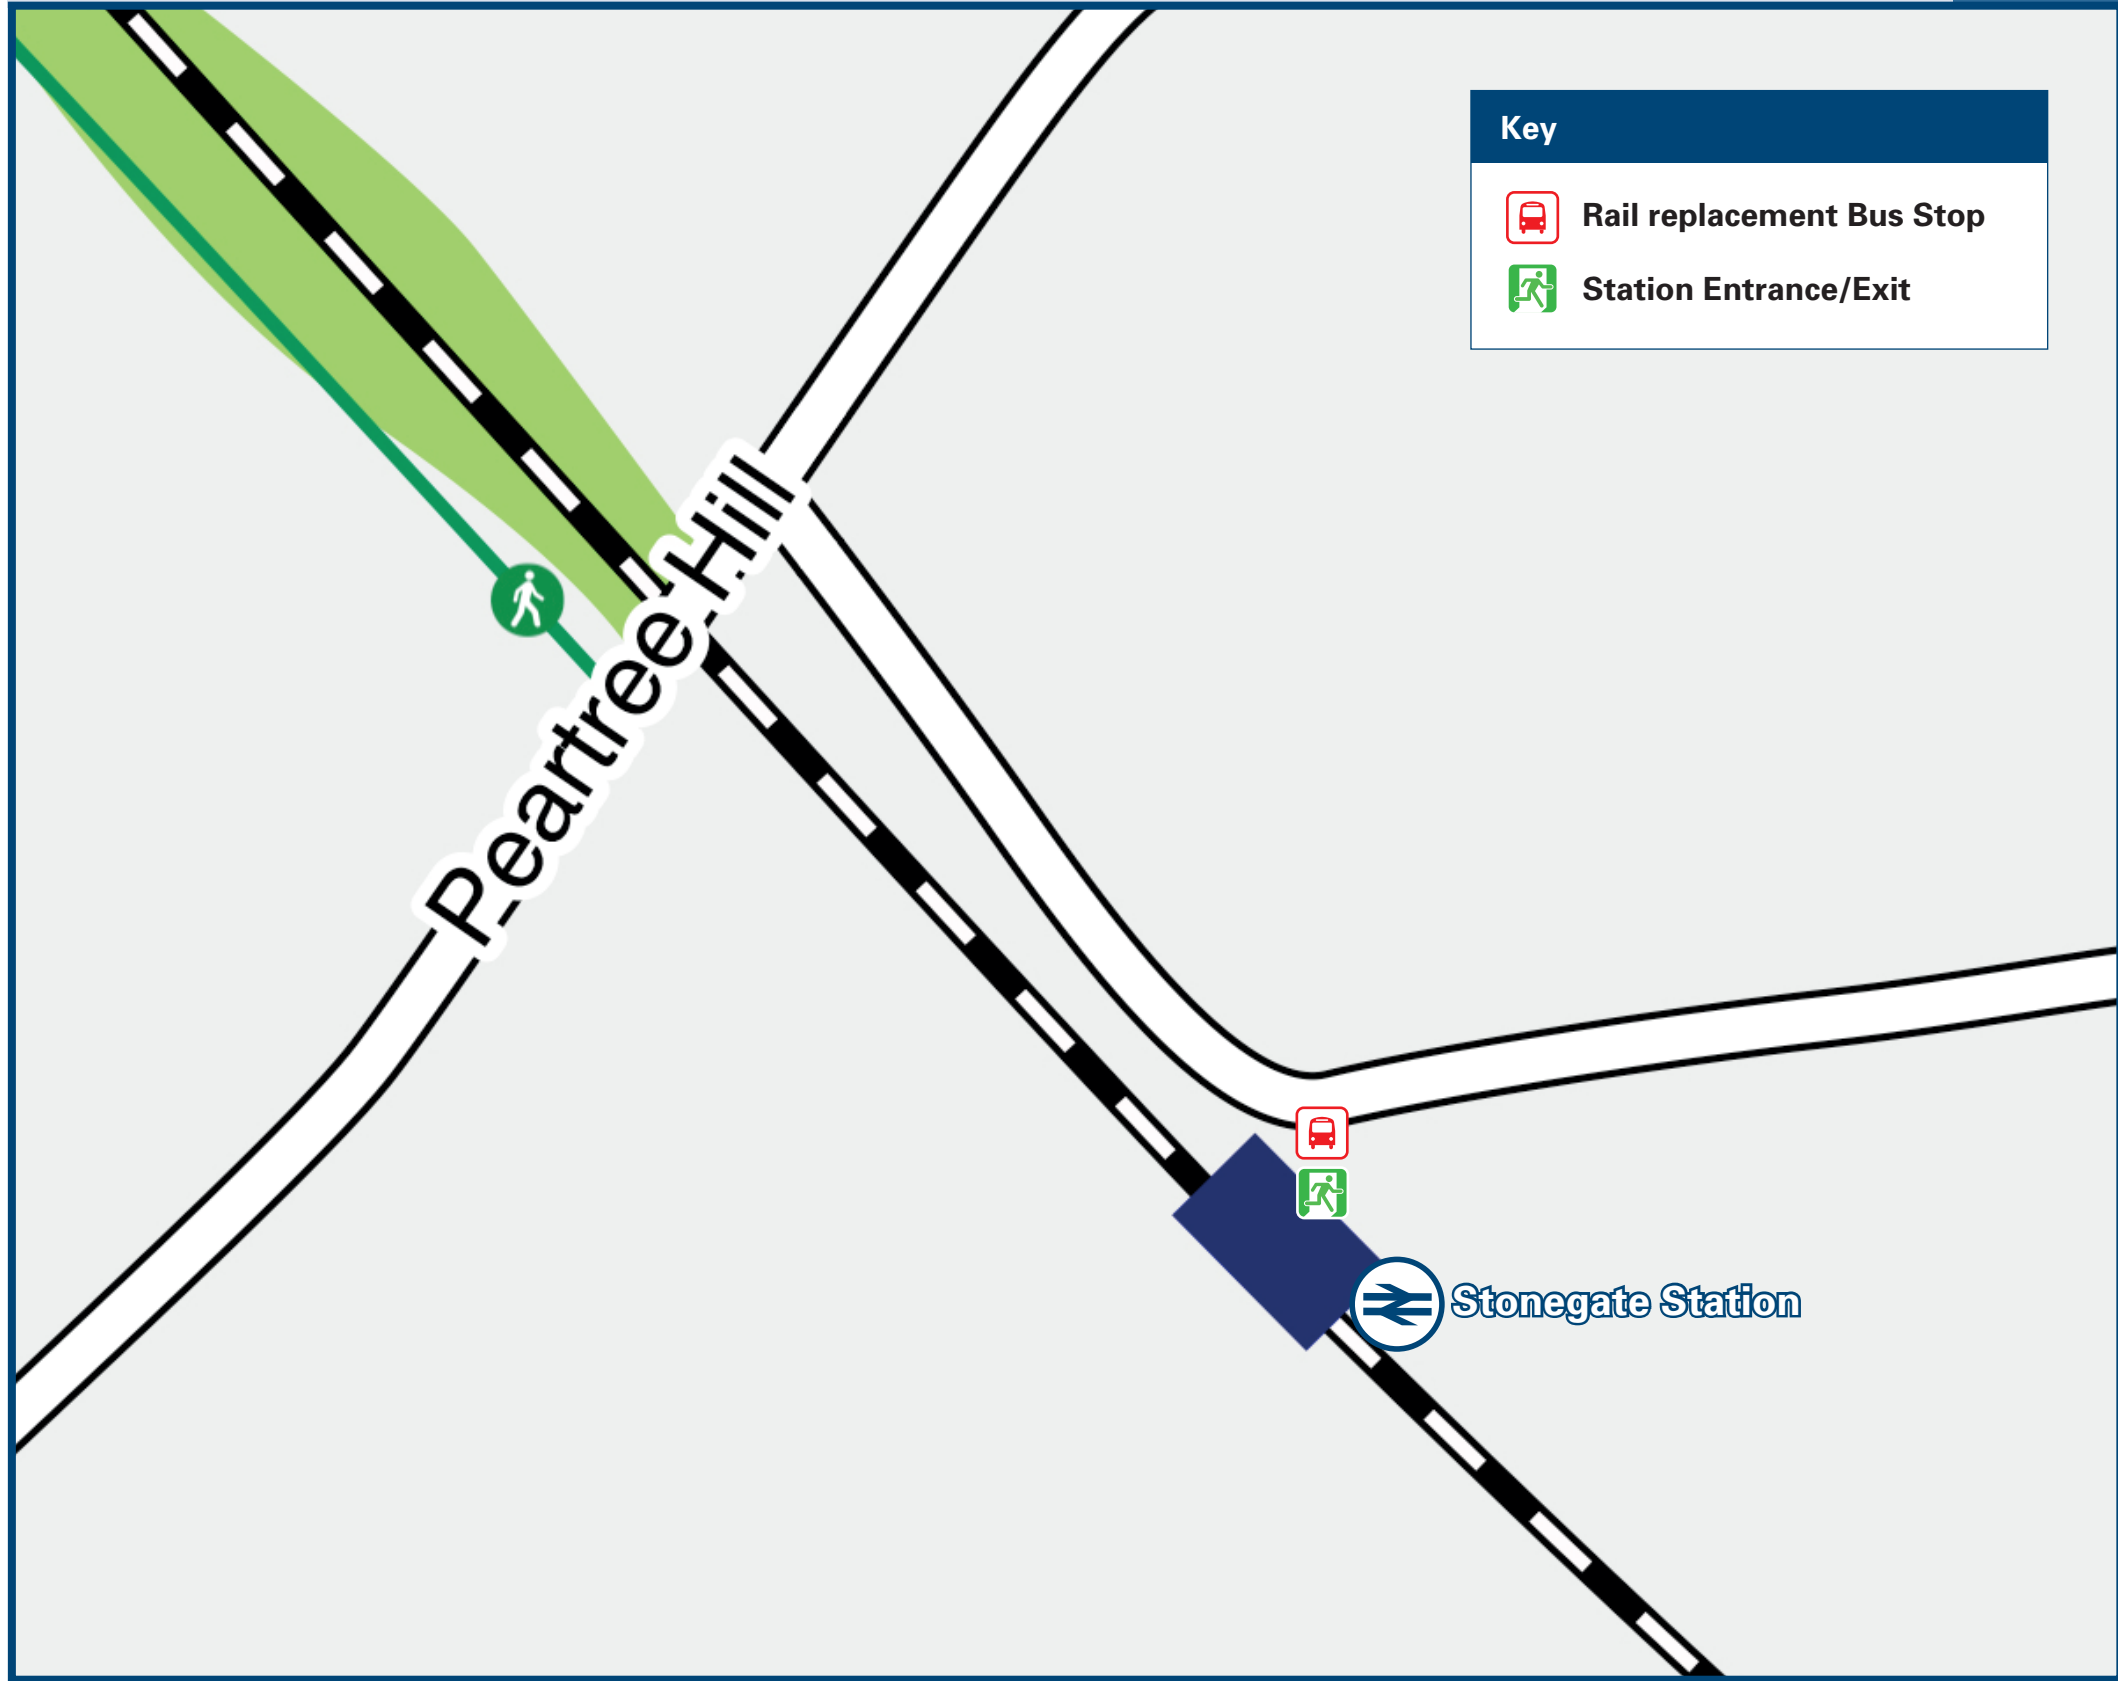 Key
Rail replacement Bus Stop
Station Entrance/Exit
Peartree Hill
Stonegate Station